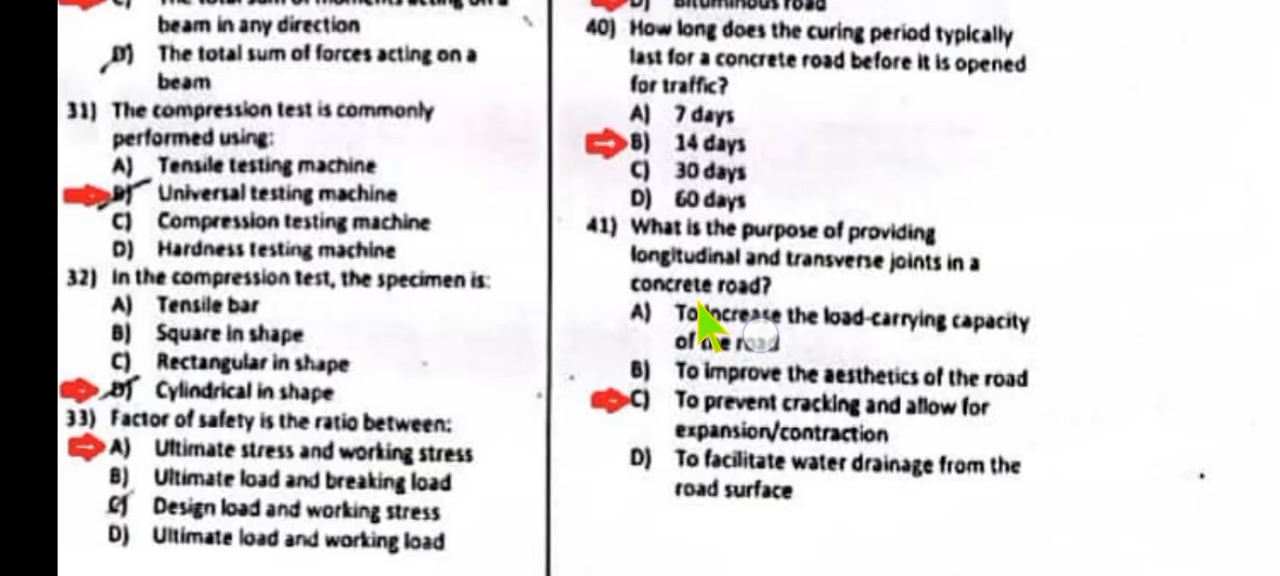 beam in any direction
D) The total sum of forces acting on a
beam
31) The compression test is commonly
performed using:
A) Tensile testing machine
B) Universal testing machine
C) Compression testing machine
D) Hardness testing machine
32) In the compression test, the specimen is:
A) Tensile bar
B) Square in shape
C) Rectangular in shape
D) Cylindrical in shape
33) Factor of safety is the ratio between:
A) Ultimate stress and working stress
B) Ultimate load and breaking load
C) Design load and working stress
D) Ultimate load and working load
D) Bituminous road
40) How long does the curing period typically
last for a concrete road before it is opened
for traffic?
A) 7 days
B) 14 days
C) 30 days
D) 60 days
41) What is the purpose of providing
longitudinal and transverse joints in a
concrete road?
A) To increase the load-carrying capacity
of the road
B) To improve the aesthetics of the road
C) To prevent cracking and allow for
expansion/contraction
D) To facilitate water drainage from the
road surface